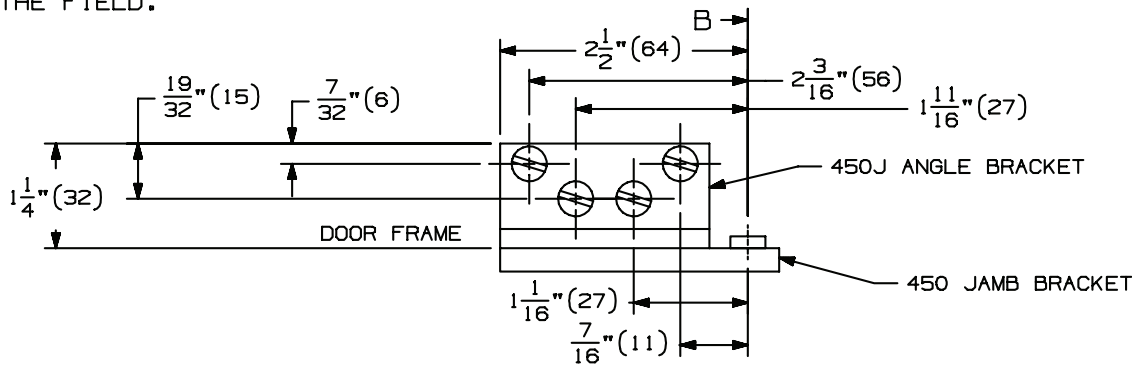 THE FIELD.
B
2 1/2"(64)
19/32"(15)
7/32"(6)
2 3/16"(56)
1 11/16"(27)
1 1/4"(32)
450J ANGLE BRACKET
DOOR FRAME
1 1/16"(27)
450 JAMB BRACKET
7/16"(11)